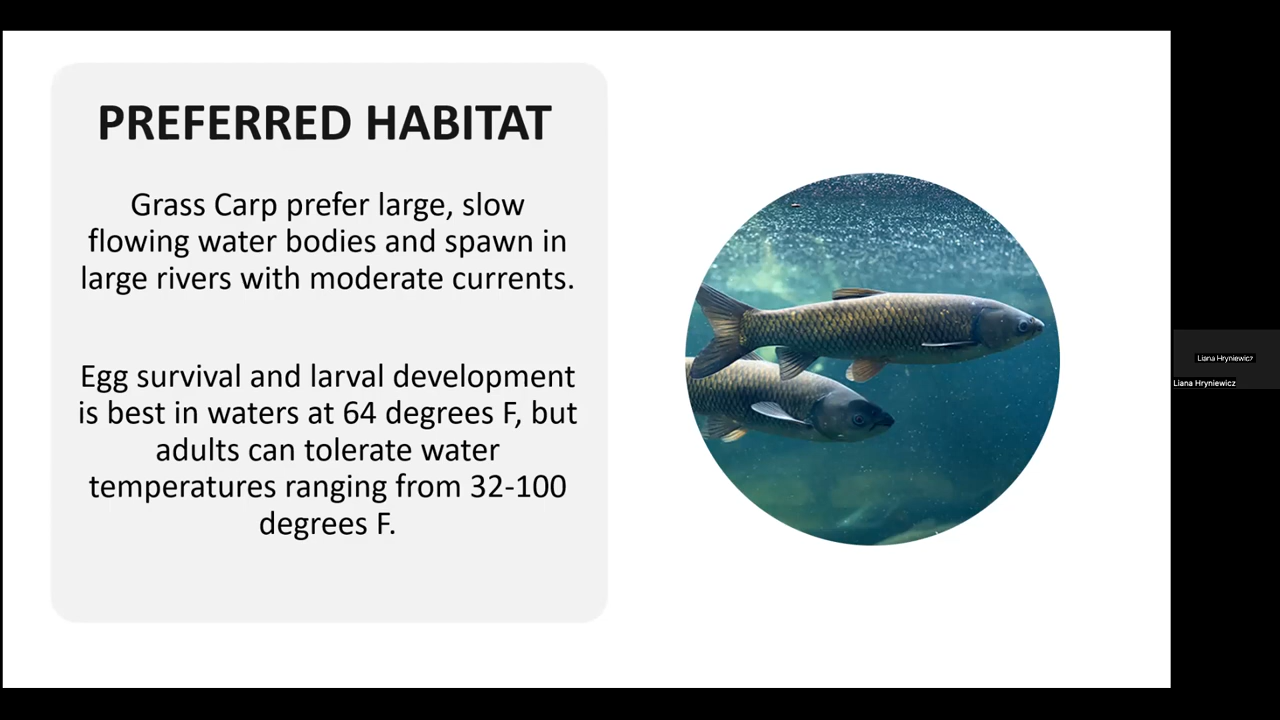 PREFERRED HABITAT
Grass Carp prefer large, slow
flowing water bodies and spawn in
large rivers with moderate currents.
Egg survival and larval development
is best in waters at 64 degrees F, but
adults can tolerate water
temperatures ranging from 32-100
degrees F.
Liana Hryniewicz
Liana Hryniewicz